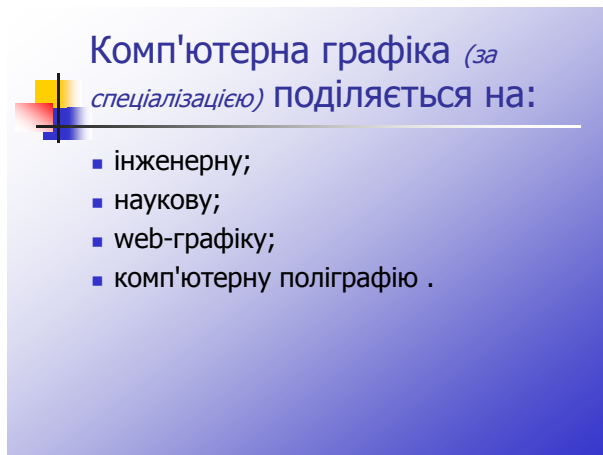 Комп'ютерна графіка (за
спеціалізацією) поділяється на:
інженерну;
наукову;
web-графіку;
комп'ютерну поліграфію .